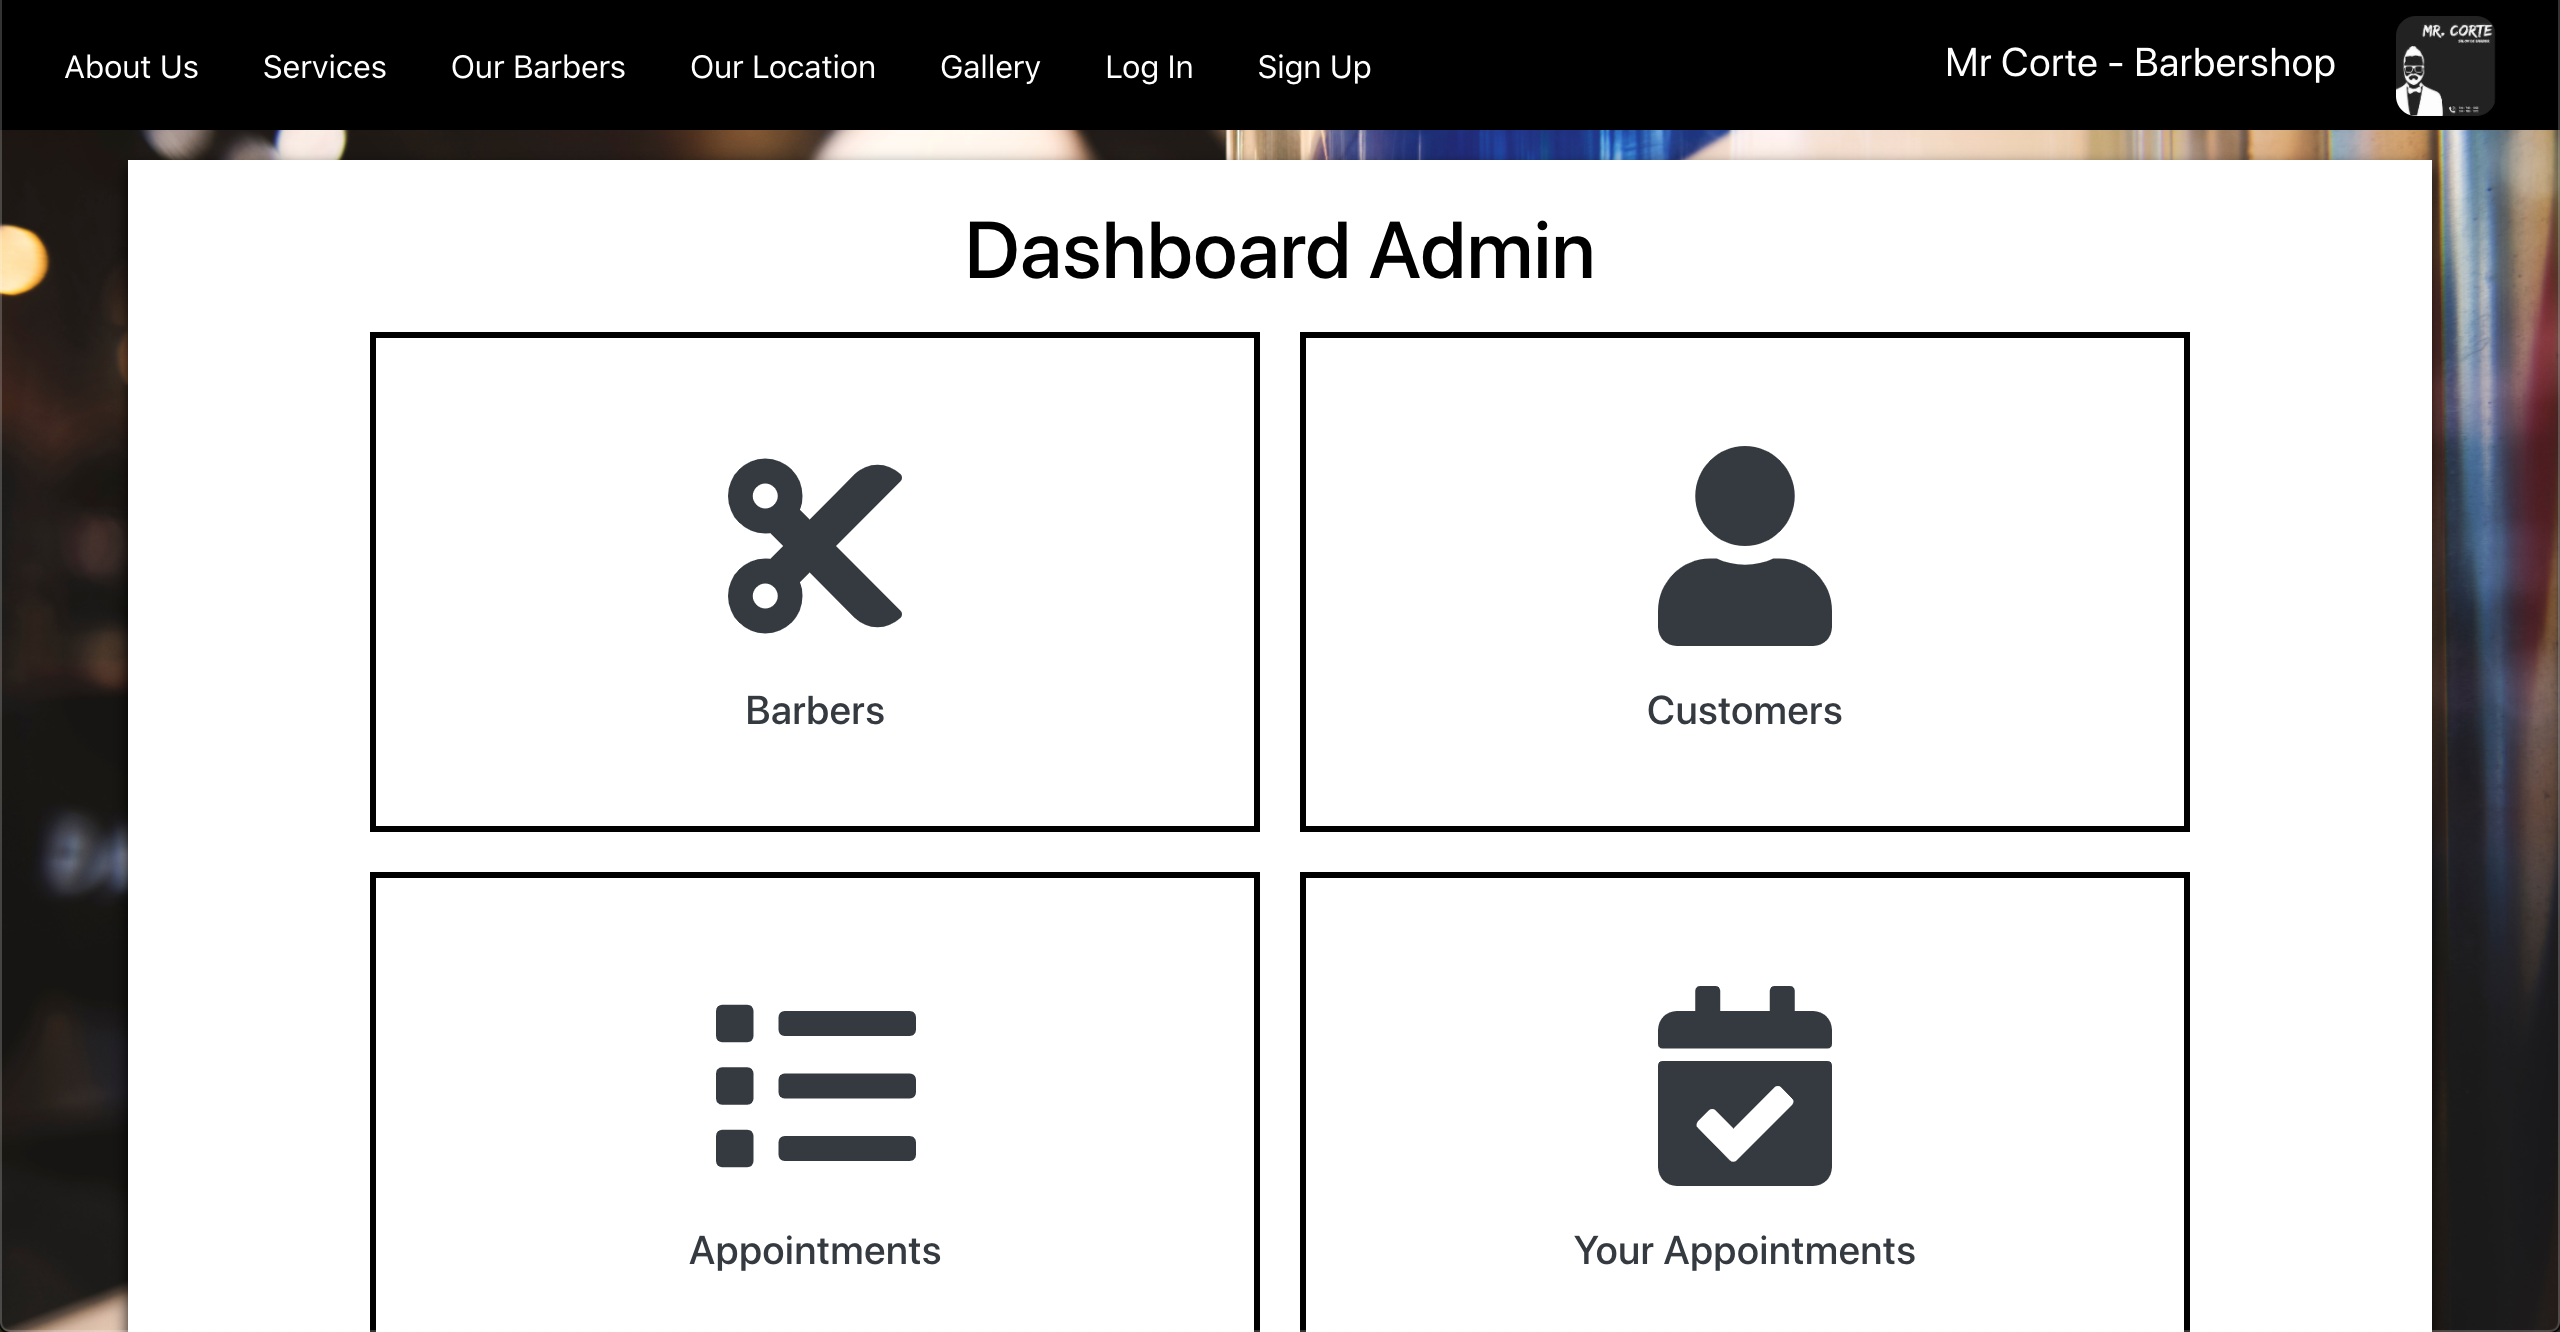 About Us Services Our Barbers Our Location Gallery Log In Sign Up Mr Corte - Barbershop
MR. CORTE
Dashboard Admin
Barbers Customers
Appointments Your Appointments